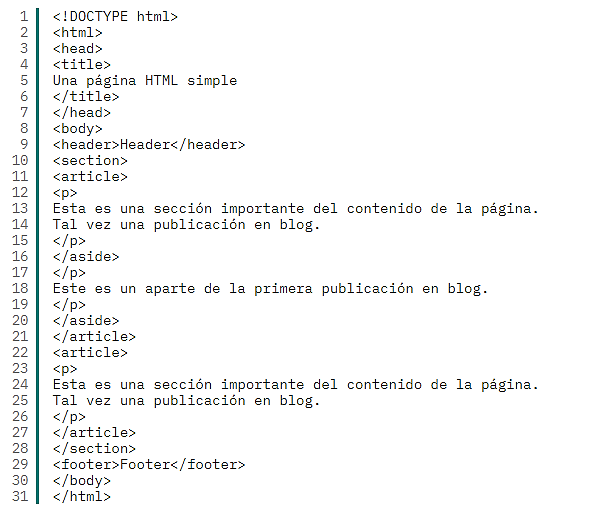 1 <!DOCTYPE html>
2 <html>
3 <head>
4 <title>
5 Una página HTML simple
6 </title>
7 </head>
8 <body>
9 <header>Header</header>
10 <section>
11 <article>
12 <p>
13 Esta es una sección importante del contenido de la página.
14 Tal vez una publicación en blog.
15 </p>
16 </aside>
17 </p>
18 Este es un aparte de la primera publicación en blog.
19 </p>
20 </aside>
21 </article>
22 <article>
23 <p>
24 Esta es una sección importante del contenido de la página.
25 Tal vez una publicación en blog.
26 </p>
27 </article>
28 </section>
29 <footer>Footer</footer>
30 </body>
31 </html>